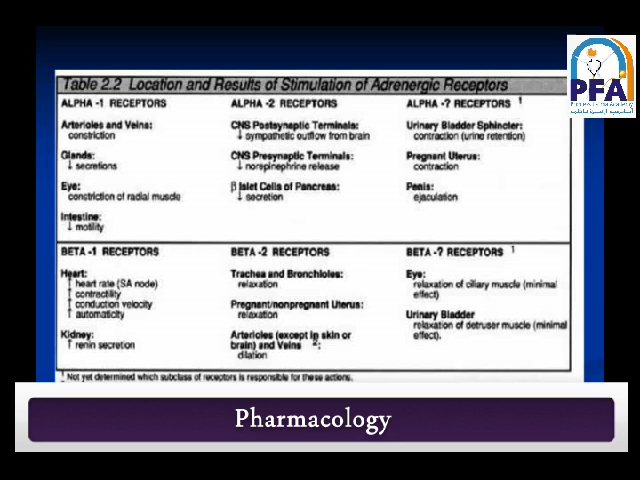 PFA
Table 2.2 Location and Results of Stimulation of Adrenergic Receptors
ALPHA -1 RECEPTORS
Arterioles and Veins:
constriction
Glands:
↓ secretions
Eye:
constriction of radial muscle
Intestine:
↓ motility
ALPHA -2 RECEPTORS
CNS Postsynaptic Terminals:
↓ sympathetic outflow from brain
CNS Presynaptic Terminals:
↓ norepinephrine release
β Islet Cells of Pancreas:
↓ secretion
ALPHA -? RECEPTORS 1
Urinary Bladder Sphincter:
contraction (urine retention)
Pregnant Uterus:
contraction
Penis:
ejaculation
BETA -1 RECEPTORS
Heart:
↑ heart rate (SA node)
↑ contractility
↑ conduction velocity
↑ automaticity
Kidney:
↑ renin secretion
BETA -2 RECEPTORS
Trachea and Bronchioles:
relaxation
Pregnant/nonpregnant Uterus:
relaxation
Arterioles (except in skin or
brain) and Veins 2:
dilation
BETA -? RECEPTORS 1
Eye:
relaxation of ciliary muscle (minimal
effect)
Urinary Bladder
relaxation of detruser muscle (minimal
effect).
1 Not yet determined which subclass of receptors is responsible for these actions.
Pharmacology